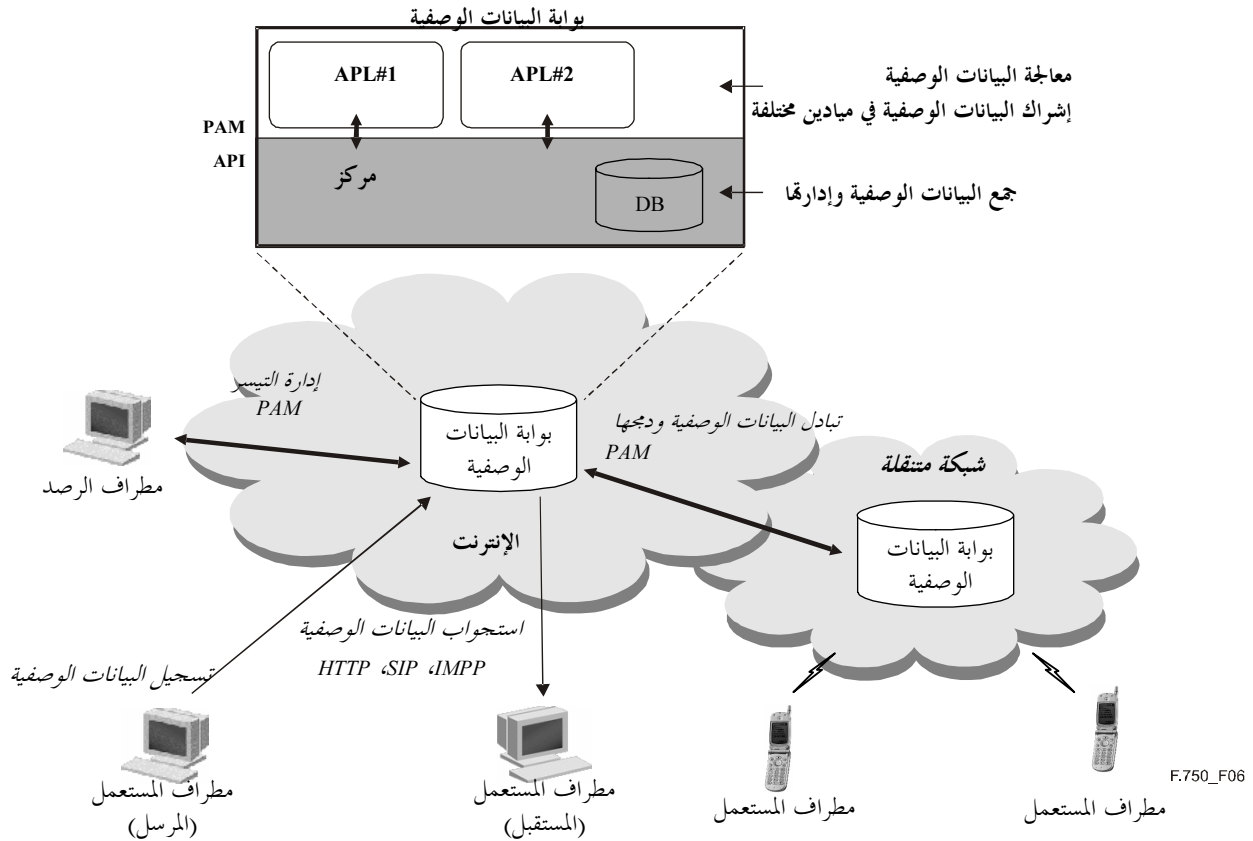 بوابة البيانات الوصفية
APL#1
APL#2
معالجة البيانات الوصفية
إشراك البيانات الوصفية في ميادين مختلفة
PAM
API
مركز
DB
جمع البيانات الوصفية وإدارتها
إدارة التيسر
PAM
بوابة البيانات
الوصفية
تبادل البيانات الوصفية ودمجها
PAM
شبكة متنقلة
بوابة البيانات
الوصفية
مطراف الرصد
الإنترنت
استجواب البيانات الوصفية
HTTP ،SIP ،IMPP
تسجيل البيانات الوصفية
مطراف المستعمل
(المرسل)
مطراف المستعمل
(المستقبل)
مطراف المستعمل
مطراف المستعمل
F.750_F06